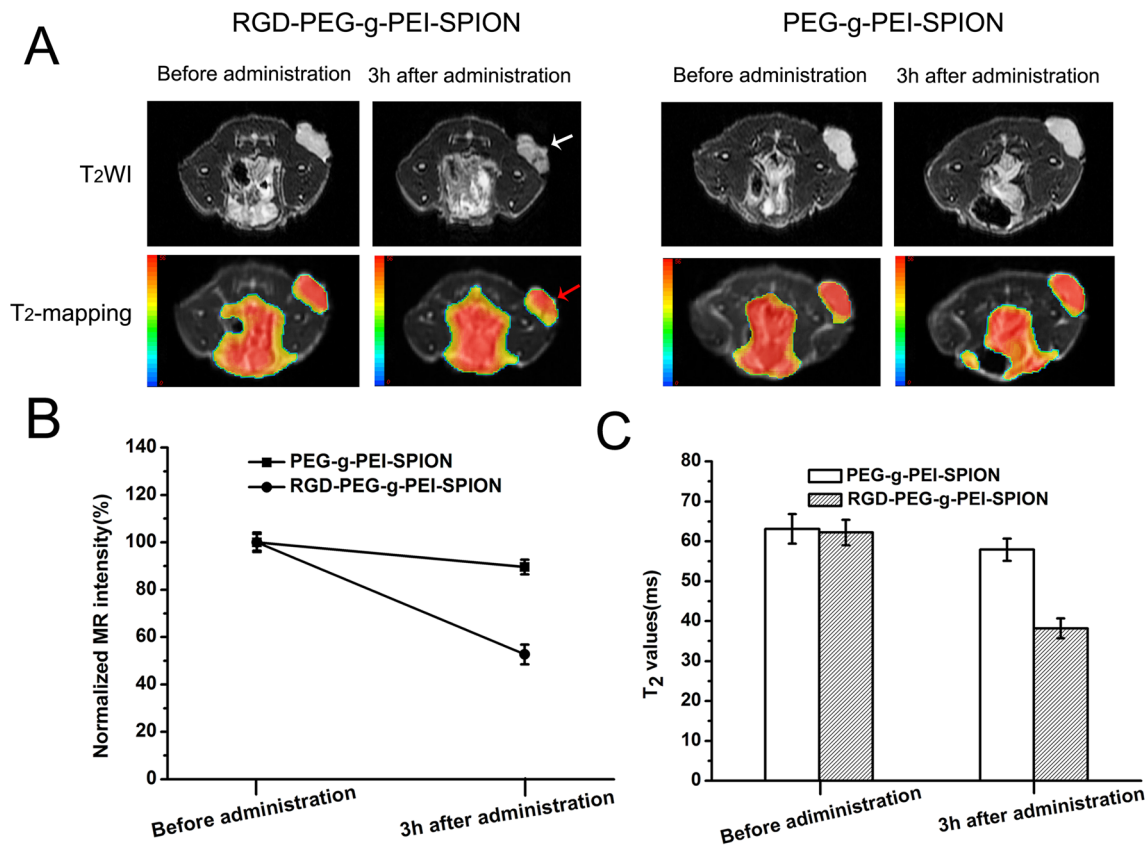 A
RGD-PEG-g-PEI-SPION
PEG-g-PEI-SPION
Before administration
3h after administration
Before administration
3h after administration
T2WI
T2-mapping
B
Normalized MR intensity(%)
140
120
100
80
60
40
20
0
PEG-g-PEI-SPION
RGD-PEG-g-PEI-SPION
Before administration
3h after administration
C
T2 values(ms)
80
70
60
50
40
30
20
10
0
PEG-g-PEI-SPION
RGD-PEG-g-PEI-SPION
Before adiministration
3h after administration